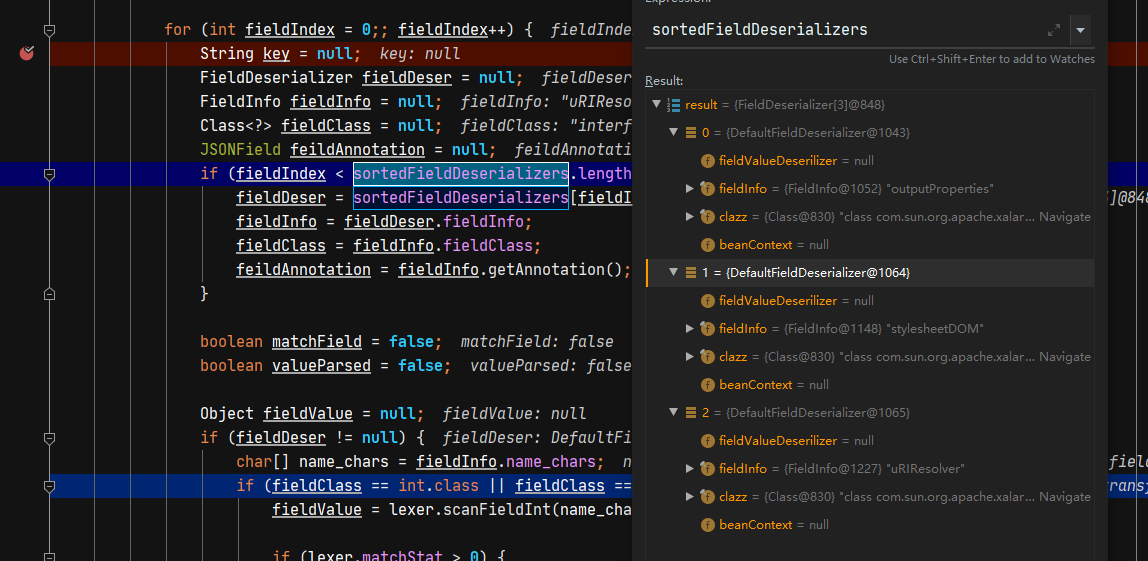 for (int fieldIndex = 0;; fieldIndex++) { fieldInde
String key = null; key: null
FieldDeserializer fieldDeser = null; fieldDeser
FieldInfo fieldInfo = null; fieldInfo: "uRIReso
Class<?> fieldClass = null; fieldClass: "interf
JSONField feildAnnotation = null; feildAnnotati
if (fieldIndex < sortedFieldDeserializers.length
fieldDeser = sortedFieldDeserializers[fieldI
fieldInfo = fieldDeser.fieldInfo;
fieldClass = fieldInfo.fieldClass;
feildAnnotation = fieldInfo.getAnnotation();
}
boolean matchField = false; matchField: false
boolean valueParsed = false; valueParsed: false
Object fieldValue = null; fieldValue: null
if (fieldDeser != null) { fieldDeser: DefaultFi
char[] name_chars = fieldInfo.name_chars; n
if (fieldClass == int.class || fieldClass ==
fieldValue = lexer.scanFieldInt(name_cha
if (lexer.matchStat > 0) {
sortedFieldDeserializers
Use Ctrl+Shift+Enter to add to Watches
Result:
result = {FieldDeserializer[3]@848}
0 = {DefaultFieldDeserializer@1043}
fieldValueDeserilizer = null
fieldInfo = {FieldInfo@1052} "outputProperties"
clazz = {Class@830} "class com.sun.org.apache.xalar... Navigate
beanContext = null
1 = {DefaultFieldDeserializer@1064}
fieldValueDeserilizer = null
fieldInfo = {FieldInfo@1148} "stylesheetDOM"
clazz = {Class@830} "class com.sun.org.apache.xalar... Navigate
beanContext = null
2 = {DefaultFieldDeserializer@1065}
fieldValueDeserilizer = null
fieldInfo = {FieldInfo@1227} "uRIResolver"
clazz = {Class@830} "class com.sun.org.apache.xalar... Navigate
beanContext = null
]@848
field